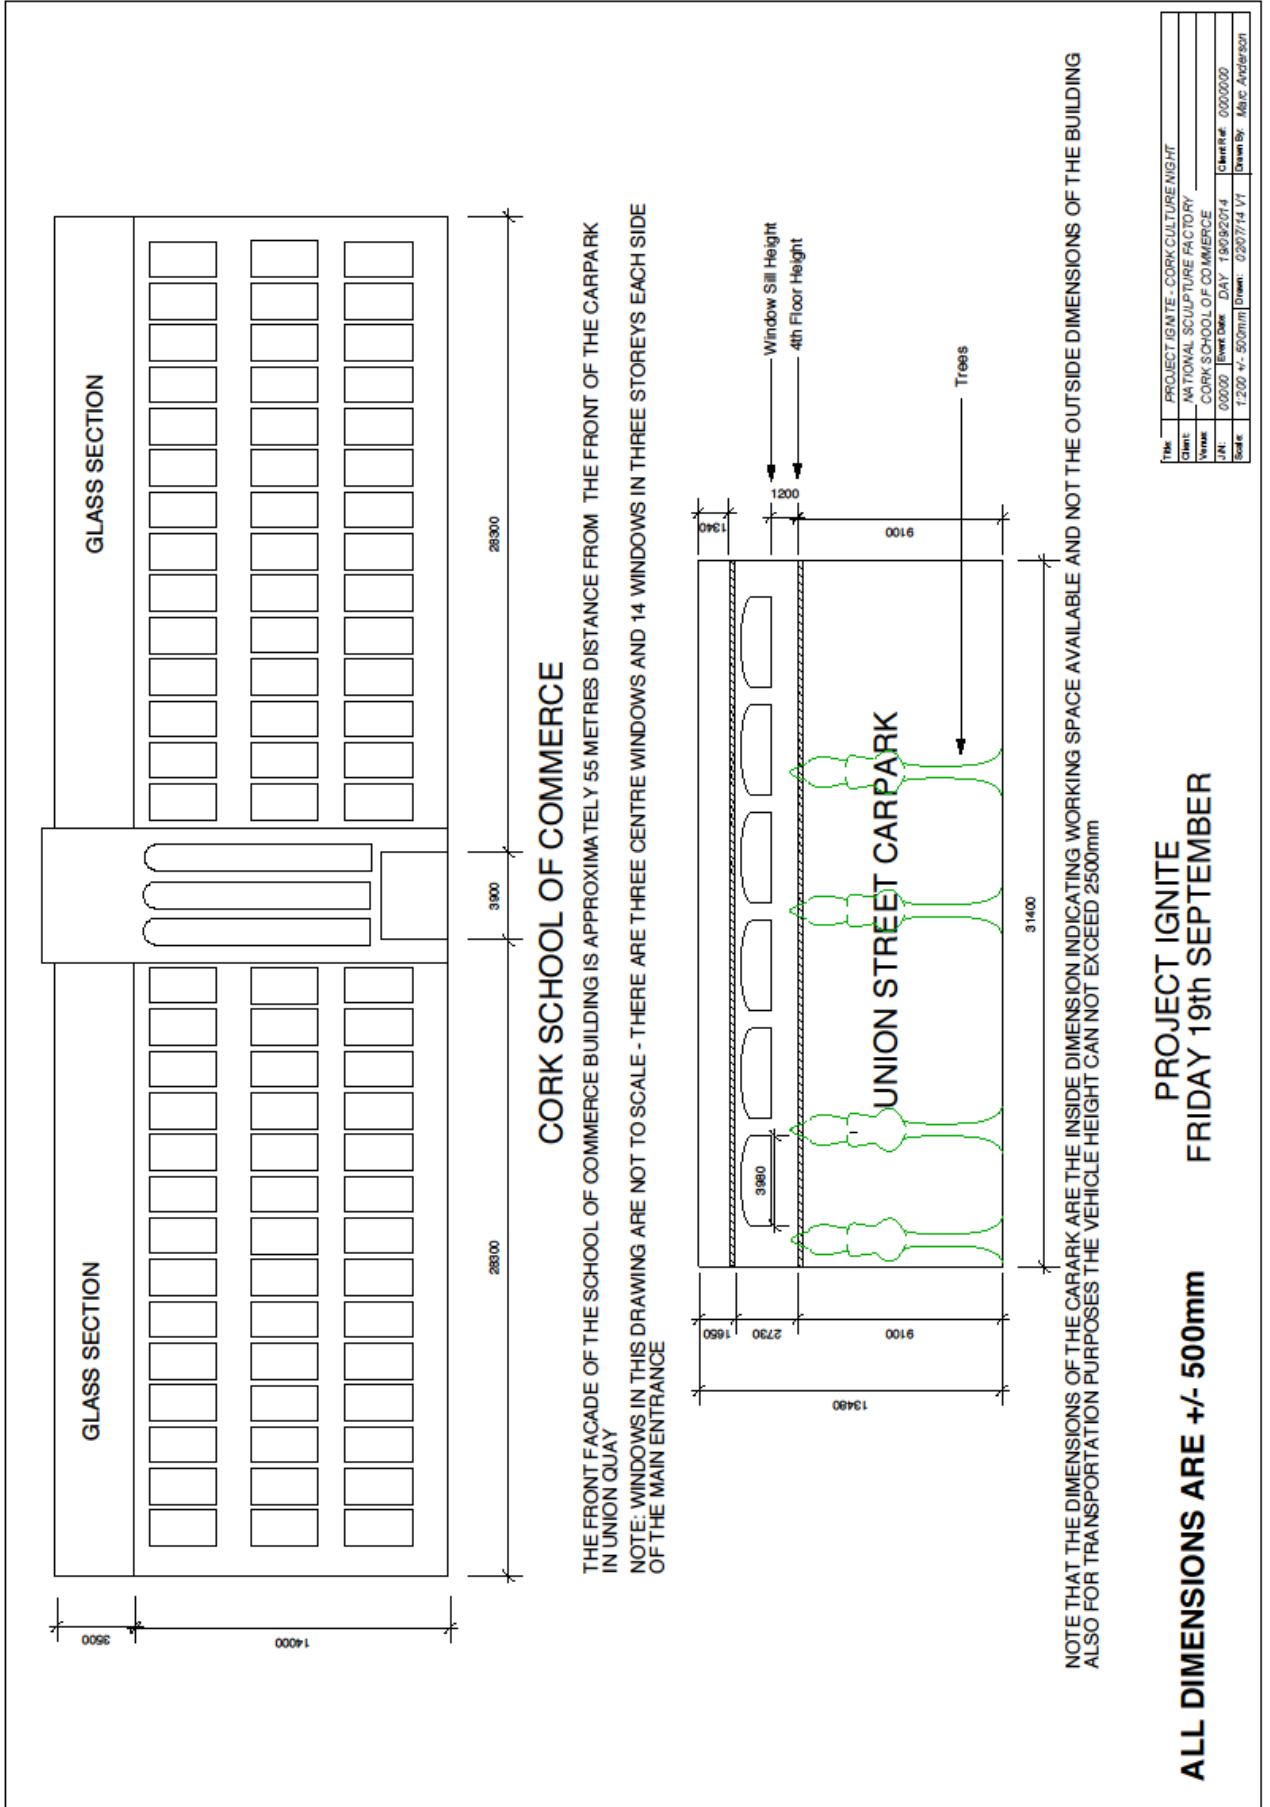 GLASS SECTION
GLASS SECTION
3500
14000
28300
3900
28300
CORK SCHOOL OF COMMERCE
THE FRONT FACADE OF THE SCHOOL OF COMMERCE BUILDING IS APPROXIMATELY 55 METRES DISTANCE FROM THE FRONT OF THE CARPARK
IN UNION QUAY
NOTE: WINDOWS IN THIS DRAWING ARE NOT TO SCALE - THERE ARE THREE CENTRE WINDOWS AND 14 WINDOWS IN THREE STOREYS EACH SIDE
OF THE MAIN ENTRANCE
1650
2730
9100
13480
3980
UNION STREET CARPARK
1340
1200
9100
Window Sill Height
4th Floor Height
Trees
31400
NOTE THAT THE DIMENSIONS OF THE CARARK ARE THE INSIDE DIMENSION INDICATING WORKING SPACE AVAILABLE AND NOT THE OUTSIDE DIMENSIONS OF THE BUILDING
ALSO FOR TRANSPORTATION PURPOSES THE VEHICLE HEIGHT CAN NOT EXCEED 2500mm
ALL DIMENSIONS ARE +/- 500mm
PROJECT IGNITE
FRIDAY 19th SEPTEMBER
Title: PROJECT IGNITE - CORK CULTURE NIGHT
Client: NATIONAL SCULPTURE FACTORY
Venue: CORK SCHOOL OF COMMERCE
J.N: 00000 Event Date: DAY 19/09/2014 Client Ref: 0000000
Scale: 1:200 +/- 500mm Drawn: 02/07/14 V1 Drawn By: Marc Anderson